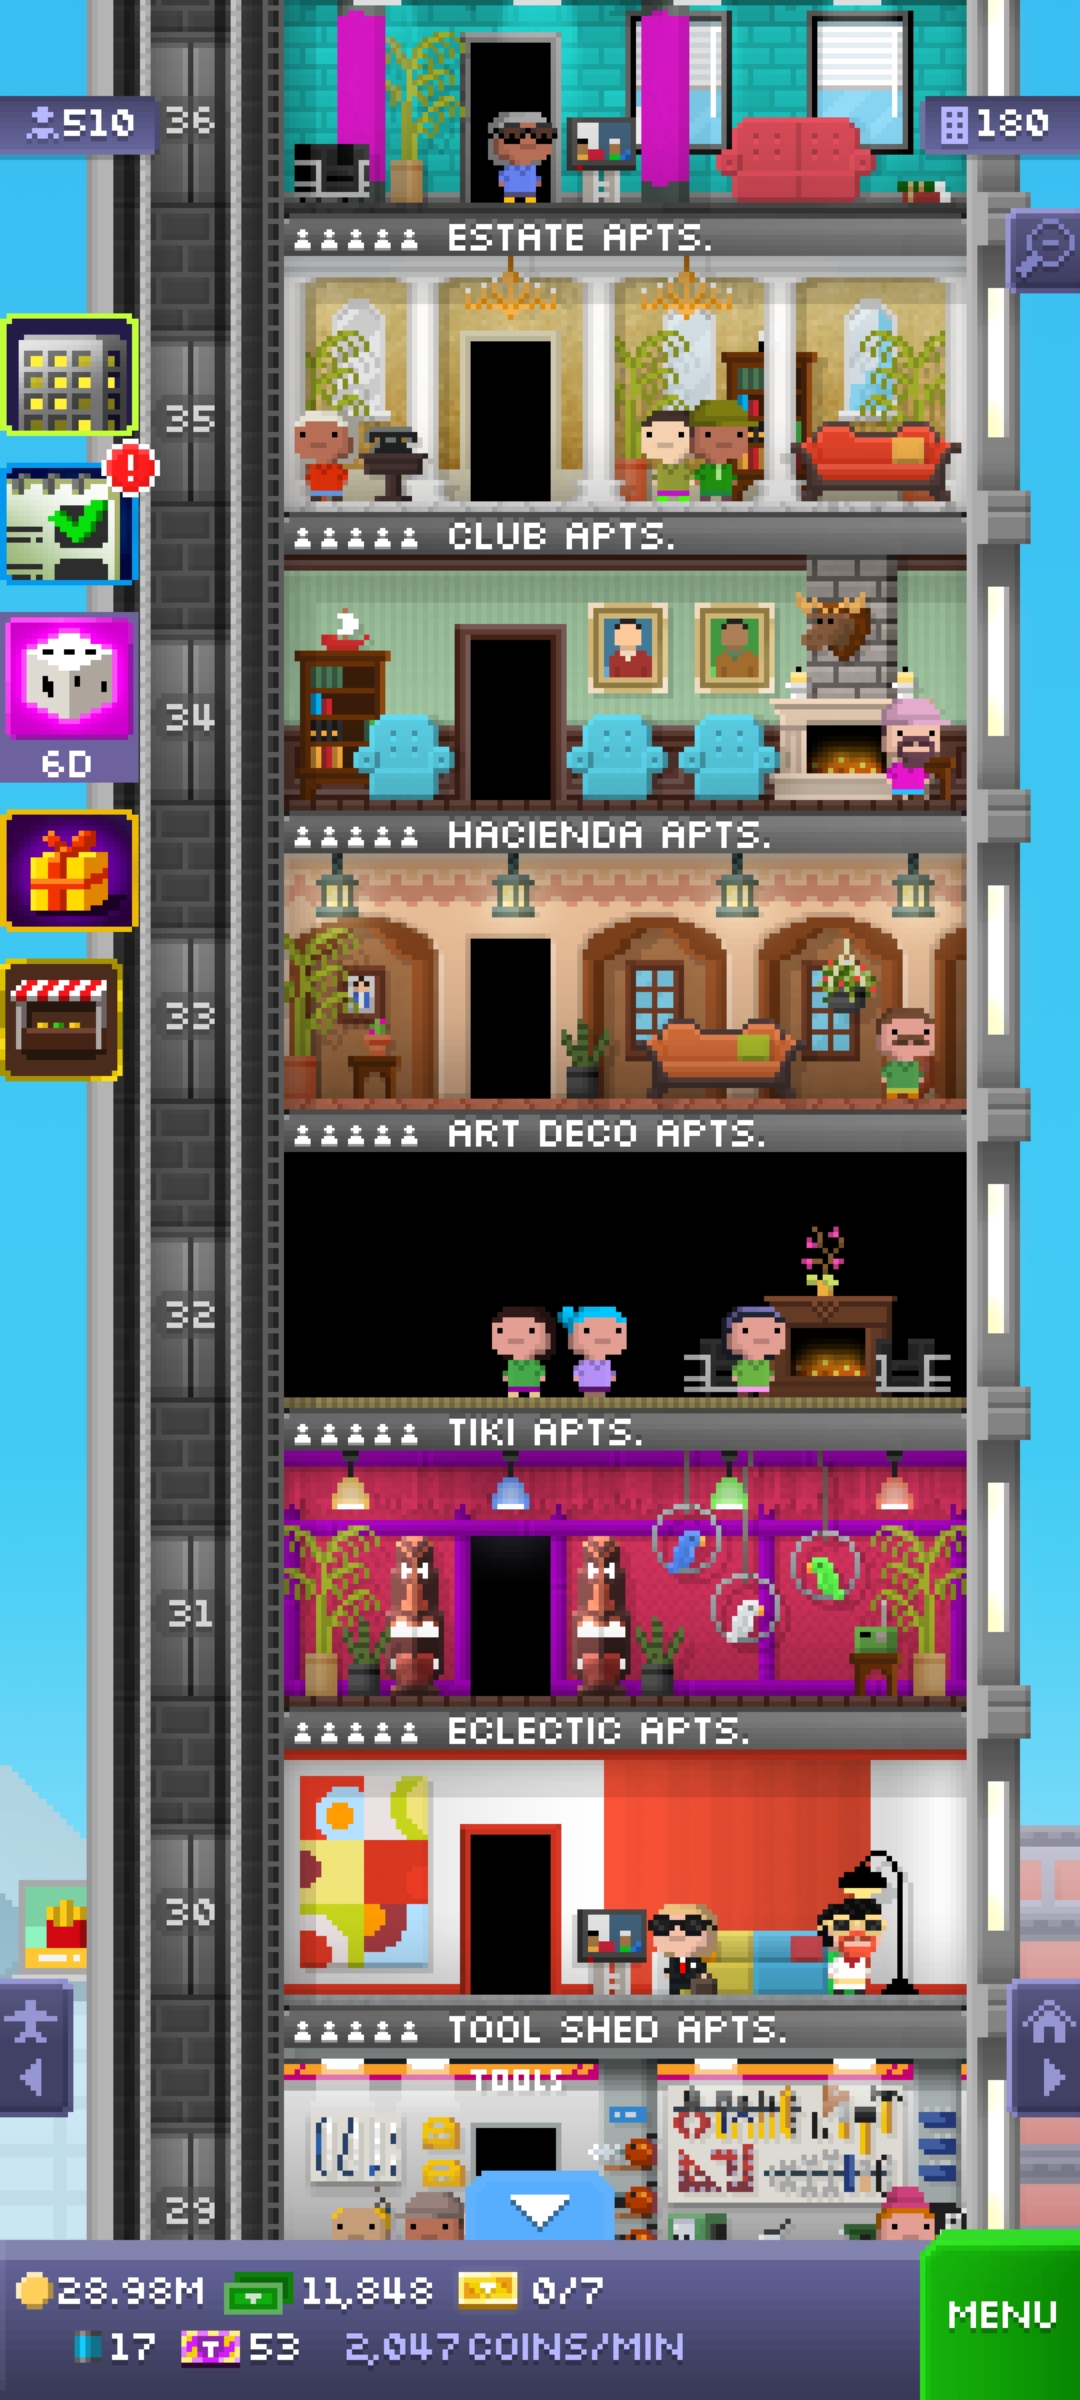 510
36
180
ESTATE APTS.
35
CLUB APTS.
34
6D
HACIENDA APTS.
33
ART DECO APTS.
32
TIKI APTS.
31
ECLECTIC APTS.
30
TOOL SHED APTS.
TOOLS
29
28.98M 11,848 0/7
MENU
17 T 53 2,047 COINS/MIN